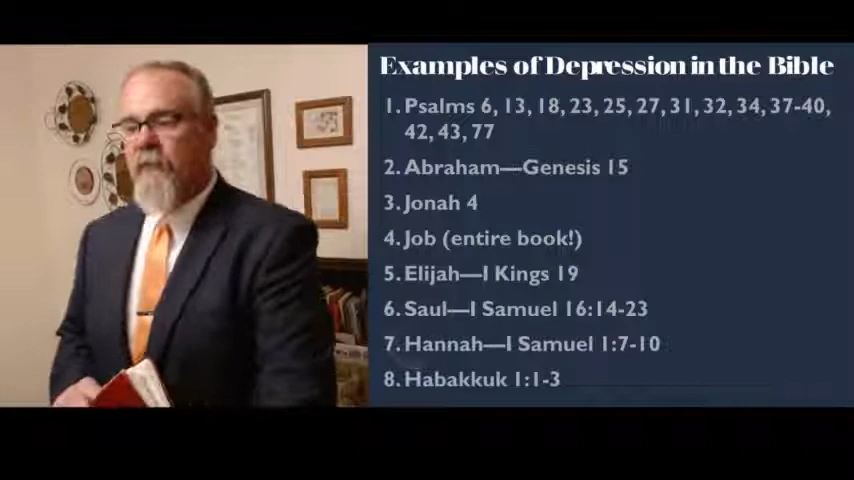 Examples of Depression in the Bible
1. Psalms 6, 13, 18, 23, 25, 27, 31, 32, 34, 37-40,
42, 43, 77
2. Abraham—Genesis 15
3. Jonah 4
4. Job (entire book!)
5. Elijah—I Kings 19
6. Saul—I Samuel 16:14-23
7. Hannah—I Samuel 1:7-10
8. Habakkuk 1:1-3